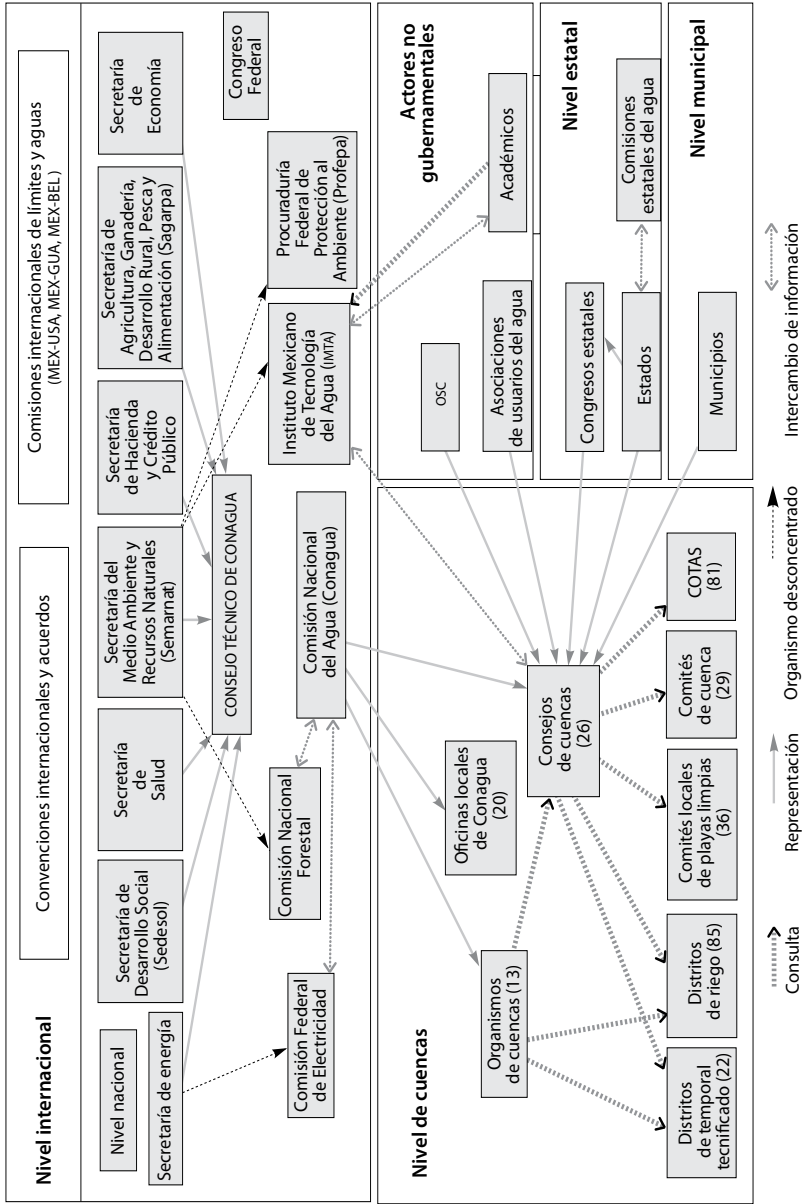 Nivel internacional
Convenciones internacionales y acuerdos
Comisiones internacionales de límites y aguas
(MEX-USA, MEX-GUA, MEX-BEL)
Nivel nacional
Secretaría de energía
Secretaría de
Desarrollo Social
(Sedesol)
Secretaría
de
Salud
Secretaría del
Medio Ambiente y
Recursos Naturales
(Semarnat)
Secretaría
de Hacienda
y Crédito
Público
Secretaría de
Agricultura, Ganadería,
Desarrollo Rural, Pesca y
Alimentación (Sagarpa)
Secretaría
de
Economía
CONSEJO TÉCNICO DE CONAGUA
Congreso
Federal
Comisión Federal
de Electricidad
Comisión Nacional
Forestal
Comisión Nacional
del Agua (Conagua)
Instituto Mexicano
de Tecnología
del Agua (IMTA)
Procuraduría
Federal de
Protección al
Ambiente (Profepa)
Nivel de cuencas
Organismos
de cuencas (13)
Oficinas locales
de Conagua
(20)
Consejos
de cuencas
(26)
Distritos
de temporal
tecnificado (22)
Distritos
de riego (85)
Comités locales
de playas limpias
(36)
Comités
de cuenca
(29)
COTAS
(81)
Actores no
gubernamentales
OSC
Asociaciones
de usuarios del agua
Académicos
Nivel estatal
Congresos estatales
Estados
Comisiones
estatales del agua
Nivel municipal
Municipios
Consulta
Representación
Organismo desconcentrado
Intercambio de información